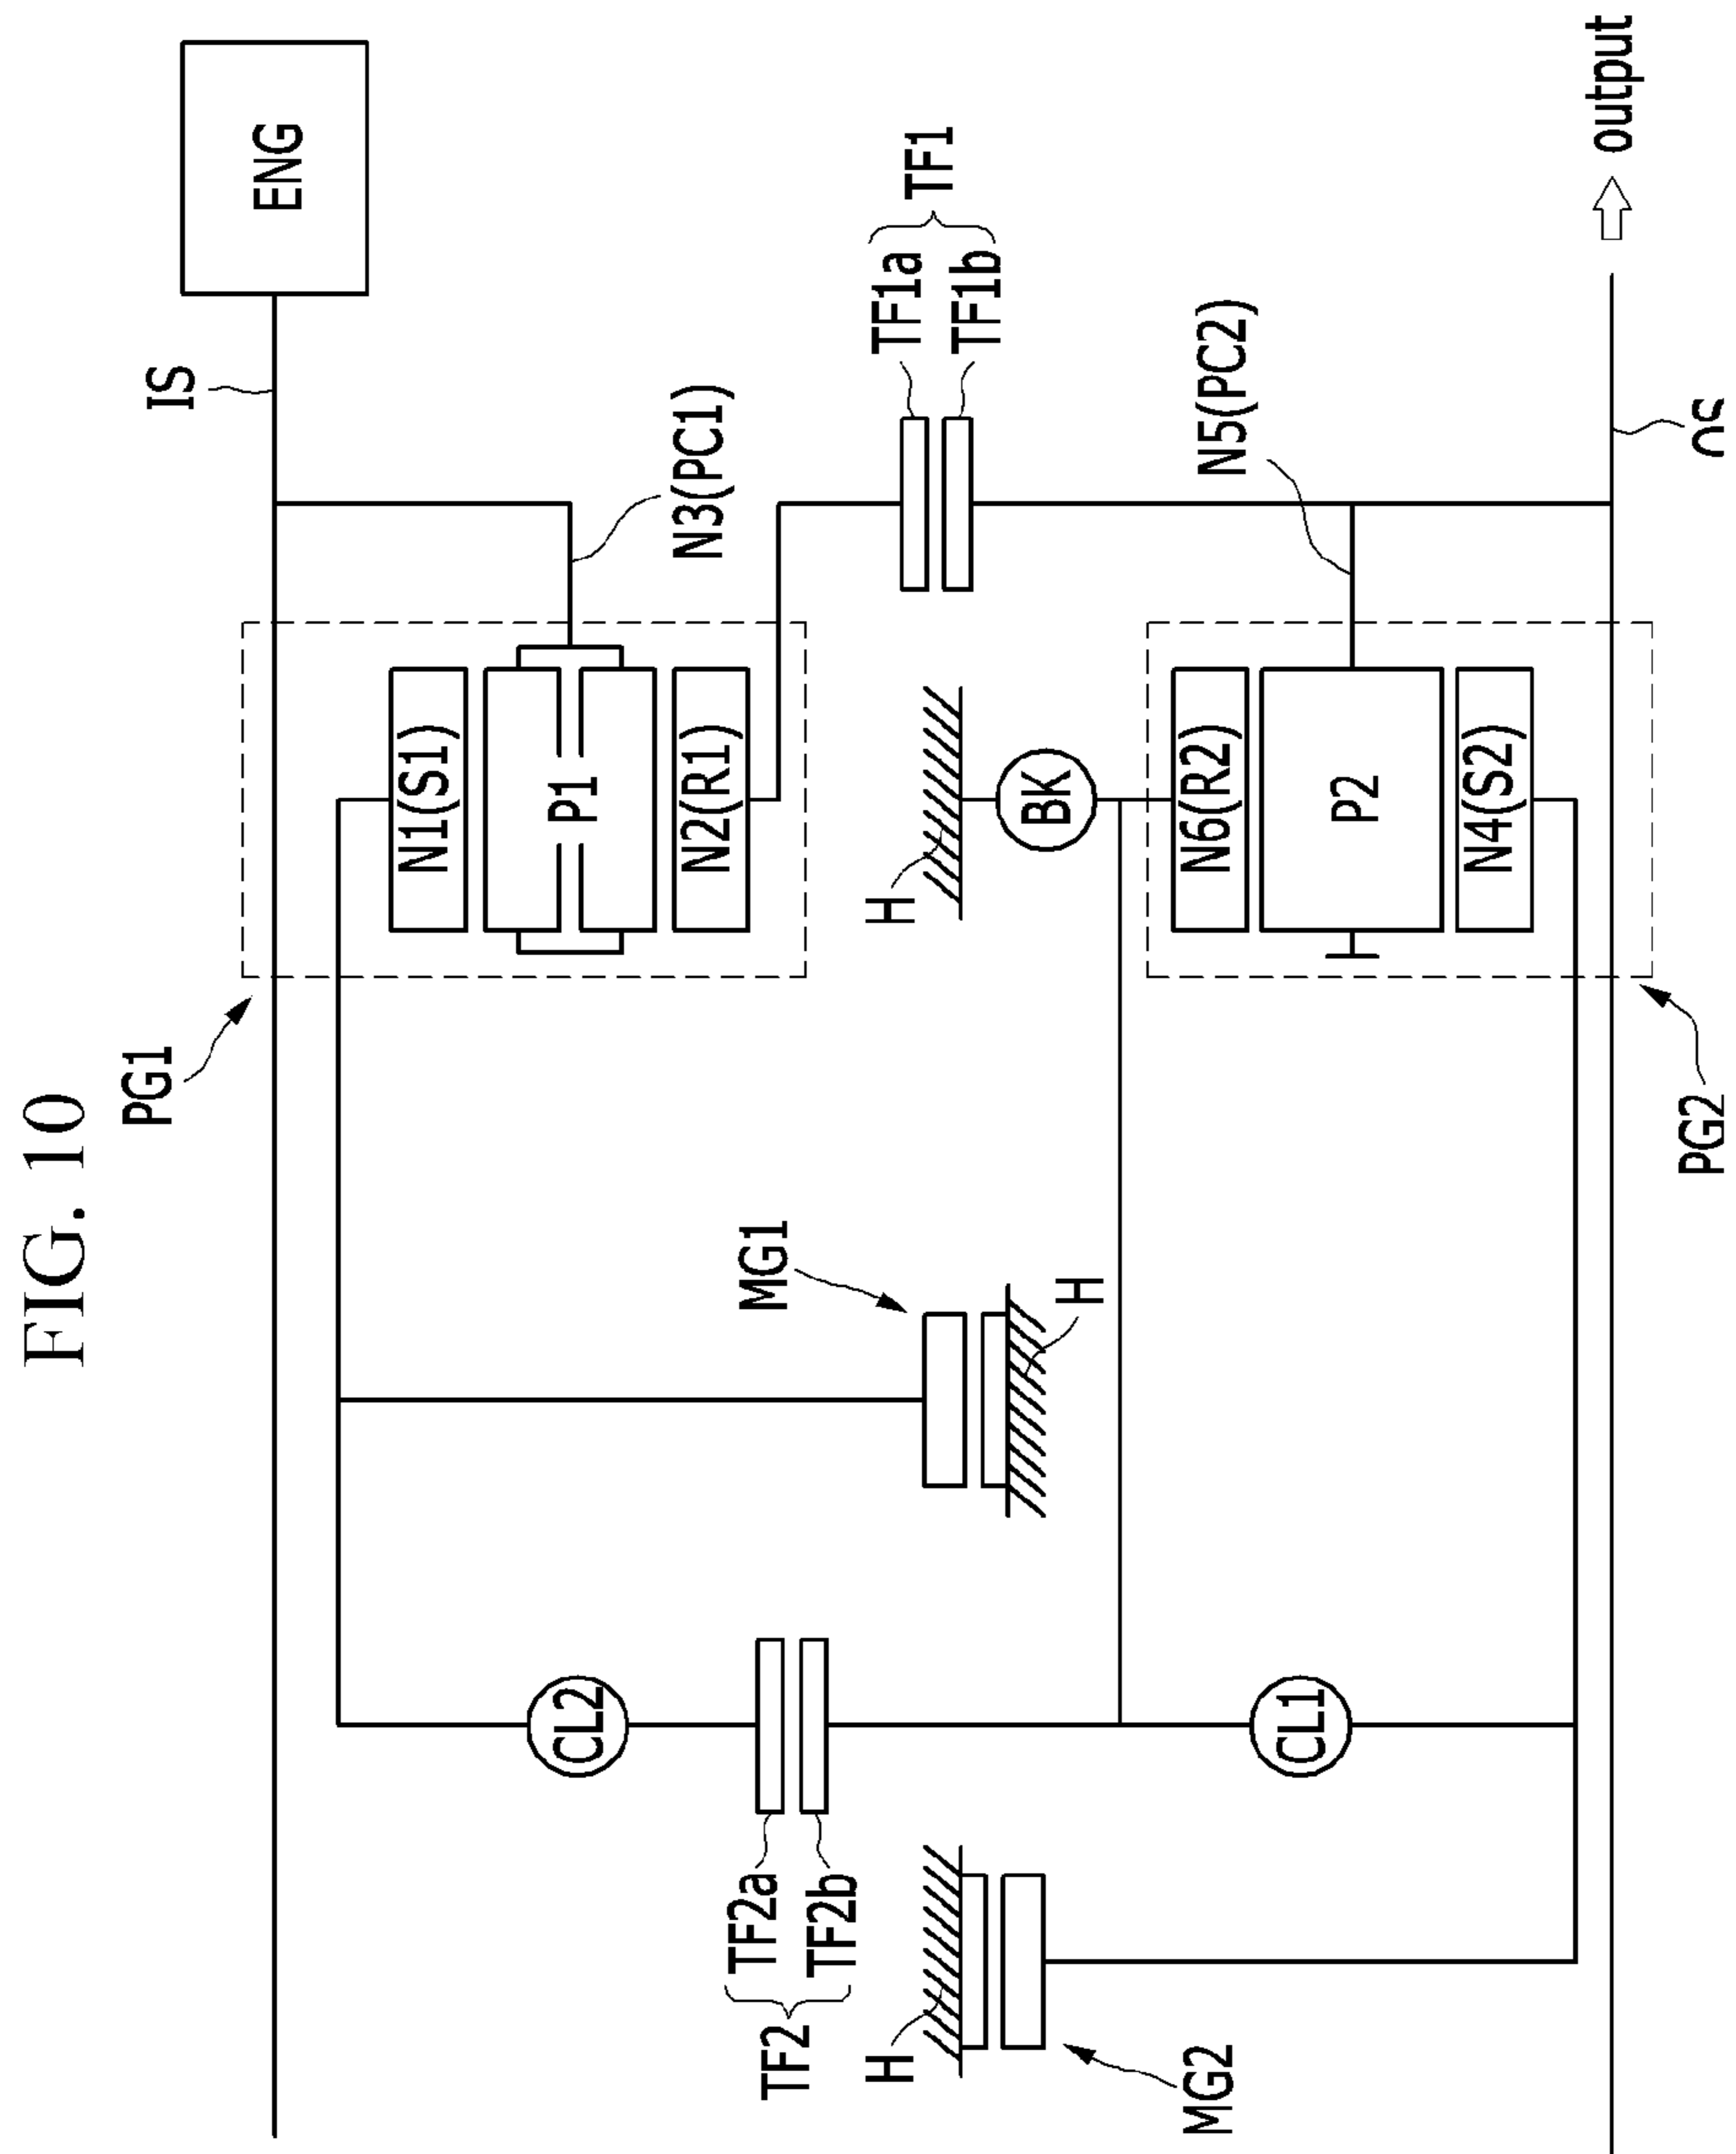 FIG. 10
ENG
IS
PG1
N1(S1)
P1
N2(R1)
N3(PC1)
TF1a
TF1b
TF1
output
N5(PC2)
H
BK
N6(R2)
P2
N4(S2)
PG2
MG1
H
CL2
CL1
TF2a
TF2b
TF2
H
MG2